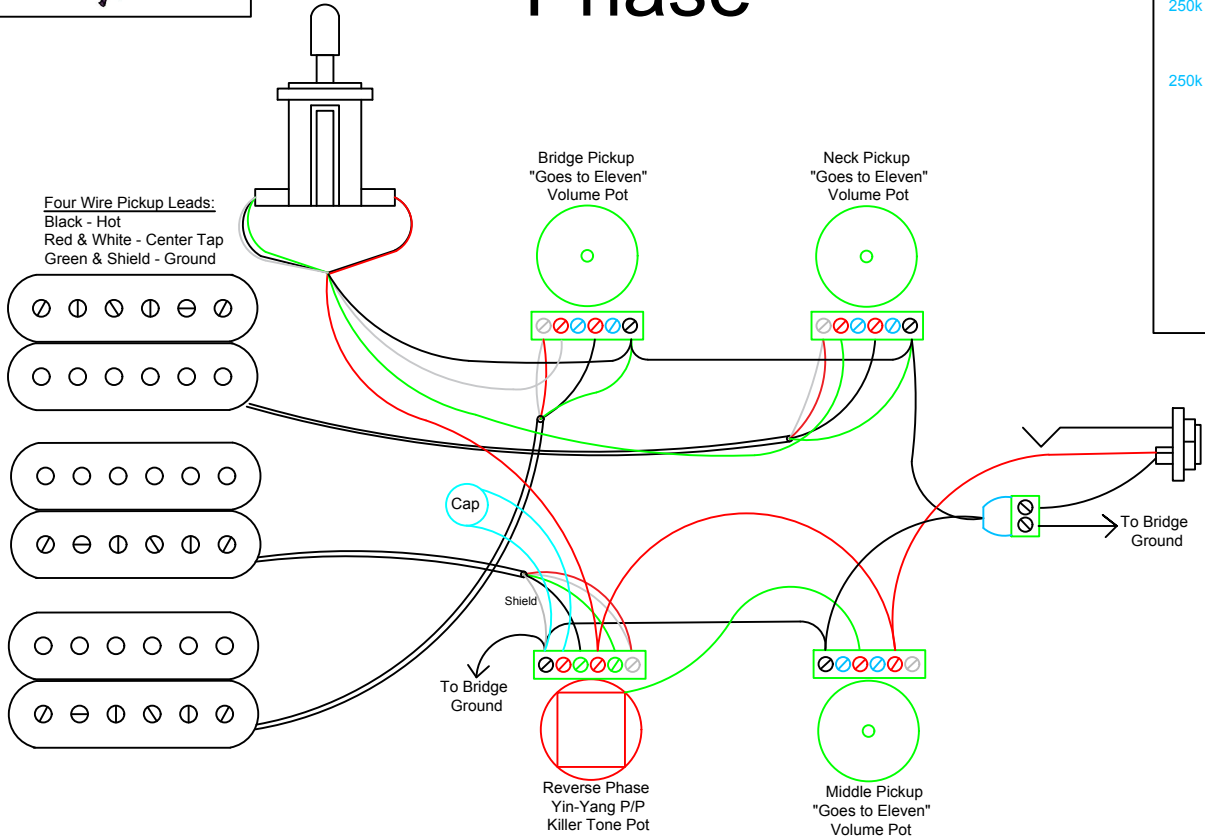 Phase
250k
250k
Bridge Pickup
"Goes to Eleven"
Volume Pot
Neck Pickup
"Goes to Eleven"
Volume Pot
Four Wire Pickup Leads:
Black - Hot
Red & White - Center Tap
Green & Shield - Ground
Cap
To Bridge
Ground
Shield
To Bridge
Ground
Reverse Phase
Yin-Yang P/P
Killer Tone Pot
Middle Pickup
"Goes to Eleven"
Volume Pot